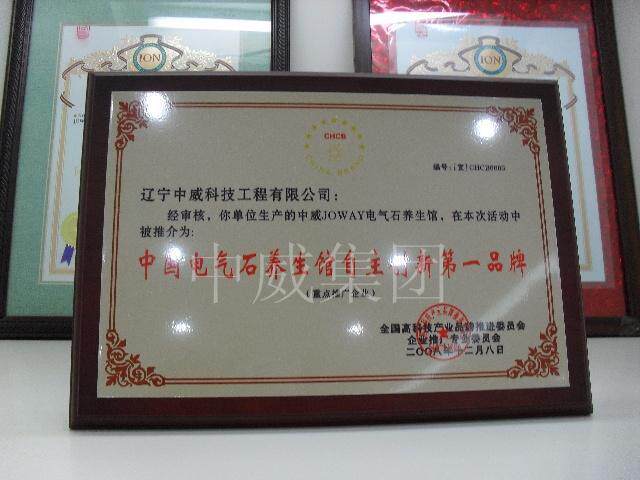 ION
ION
CHCB
编号:(宣)CHCB0805
辽宁中威科技工程有限公司:
经审核,你单位生产的中威JOWAY电气石养生馆,在本次活动中
被推介为:
中国电气石养生馆自主创新第一品牌
(重点推广企业)
中威集团
全国高科技产业品牌推进委员会
企业推广专业委员会
二〇〇八年十二月八日